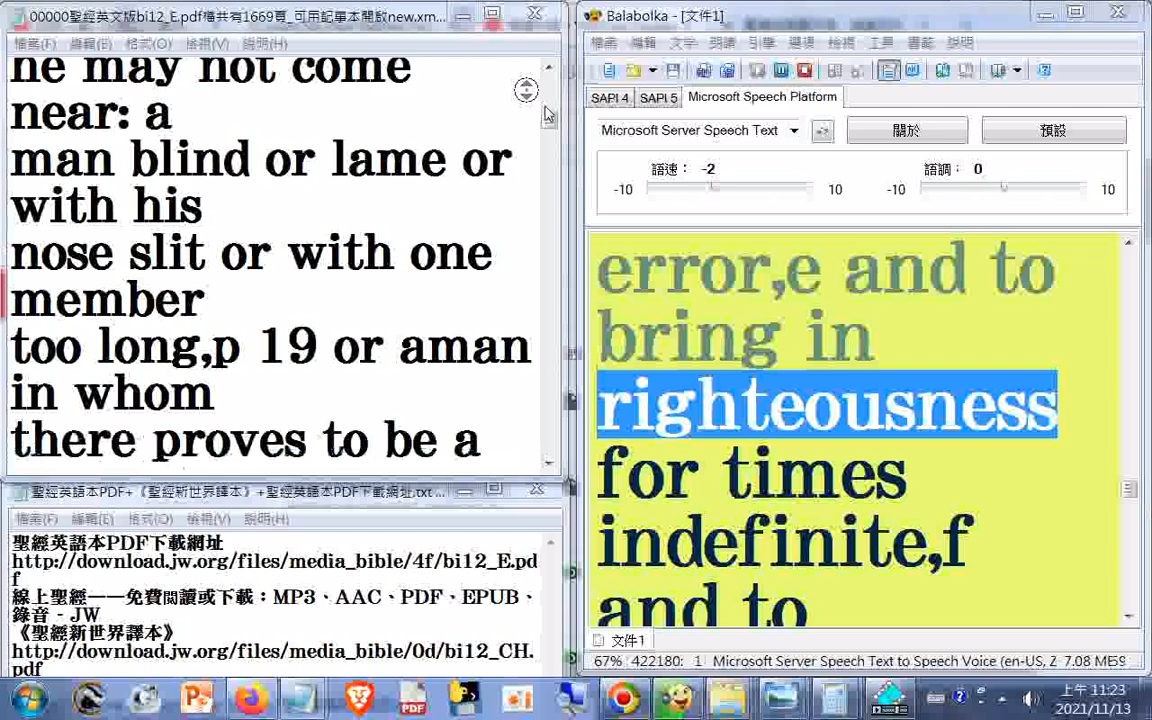 00000聖經英文版bi12_E.pdf檔共有1669頁_可用記事本開啟new.xm...
檔案(F) 編輯(E) 格式(O) 檢視(V) 說明(H)
he may not come
near: a
man blind or lame or
with his
nose slit or with one
member
too long,p 19 or aman
in whom
there proves to be a
聖經英語本PDF+《聖經新世界譯本》+聖經英語本PDF下載網址.txt ...
檔案(F) 編輯(E) 格式(O) 檢視(V) 說明(H)
聖經英語本PDF下載網址
http://download.jw.org/files/media_bible/4f/bi12_E.pd
f
線上聖經——免費閱讀或下載：MP3、AAC、PDF、EPUB、
錄音 - JW
《聖經新世界譯本》
http://download.jw.org/files/media_bible/0d/bi12_CH.
pdf
Balabolka - [文件1]
檔案 編輯 文字 朗讀 引擎 選項 檢視 工具 書籤 說明
SAPI 4 SAPI 5 Microsoft Speech Platform
Microsoft Server Speech Text 關於 預設
語速： -2 語調： 0
-10 10 -10 10
error,e and to
bring in
righteousness
for times
indefinite,f
and to
文件1
67% 422180: 1 Microsoft Server Speech Text to Speech Voice (en-US, Z 7.08 MB
PDF
上午 11:23
2021/11/13